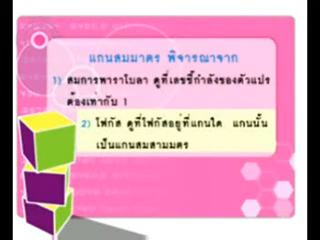 แกนสมมาตร พิจารณาจาก
1) สมการพาราโบลา ดูที่เลขชี้กำลังของตัวแปร
ต้องเท่ากับ 1
2) โฟกัส ดูที่โฟกัสอยู่ที่แกนใด แกนนั้น
เป็นแกนสมสามมตร